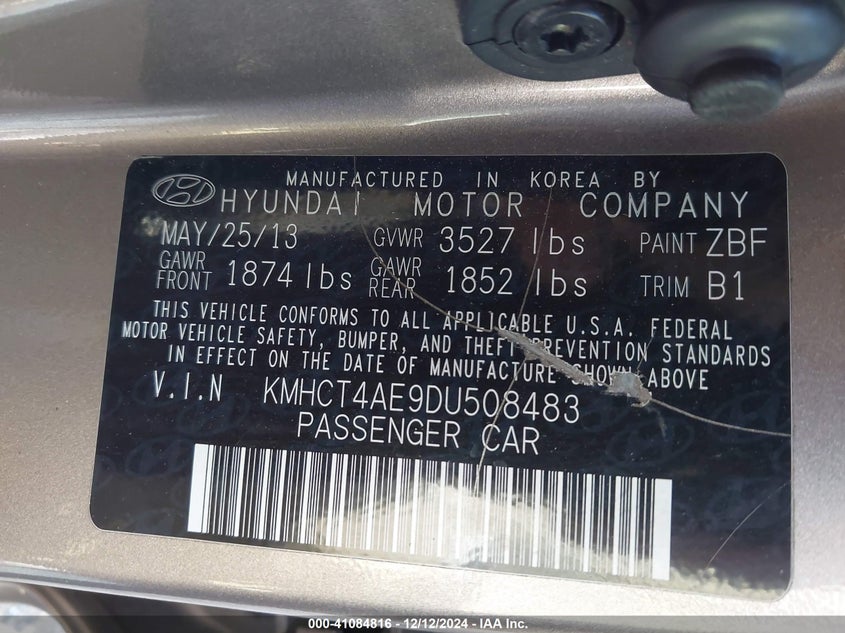 MANUFACTURED IN KOREA BY
HYUNDAI MOTOR COMPANY
MAY/25/13 GVWR 3527 lbs PAINT ZBF
GAWR FRONT 1874 lbs GAWR REAR 1852 lbs TRIM B1
THIS VEHICLE CONFORMS TO ALL APPLICABLE U.S.A. FEDERAL
MOTOR VEHICLE SAFETY, BUMPER, AND THEFT PREVENTION STANDARDS
IN EFFECT ON THE DATE OF MANUFACTURE SHOWN ABOVE
V.I.N KMHCT4AE9DU508483
PASSENGER CAR
000-41084816 - 12/12/2024 - IAA Inc.